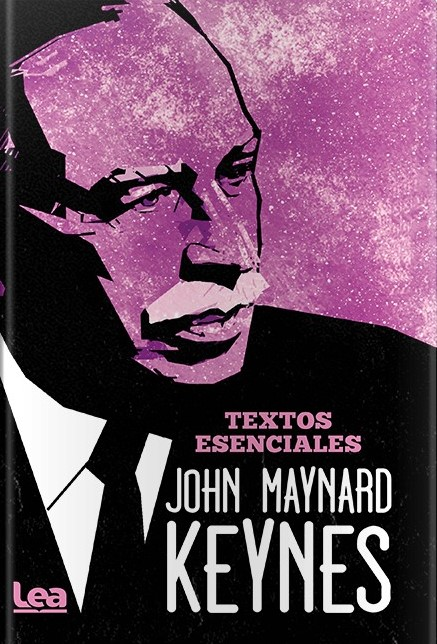 TEXTOS
ESENCIALES
JOHN MAYNARD
KEYNES
Lea